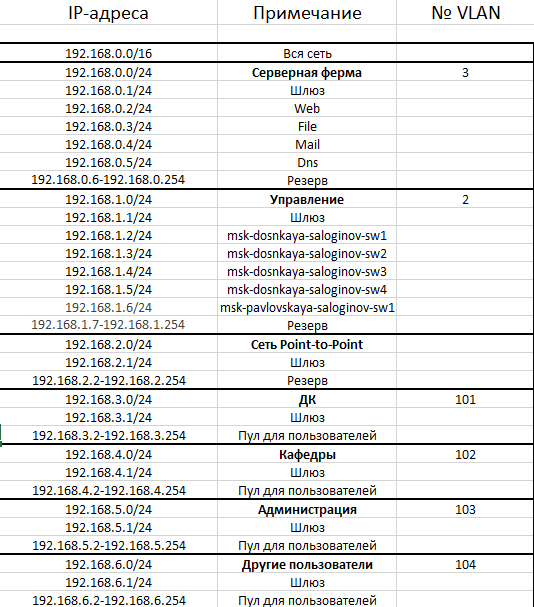 IP-адреса Примечание № VLAN
192.168.0.0/16 Вся сеть
192.168.0.0/24 Серверная ферма 3
192.168.0.1/24 Шлюз
192.168.0.2/24 Web
192.168.0.3/24 File
192.168.0.4/24 Mail
192.168.0.5/24 Dns
192.168.0.6-192.168.0.254 Резерв
192.168.1.0/24 Управление 2
192.168.1.1/24 Шлюз
192.168.1.2/24 msk-dosnkaya-saloginov-sw1
192.168.1.3/24 msk-dosnkaya-saloginov-sw2
192.168.1.4/24 msk-dosnkaya-saloginov-sw3
192.168.1.5/24 msk-dosnkaya-saloginov-sw4
192.168.1.6/24 msk-pavlovskaya-saloginov-sw1
192.168.1.7-192.168.1.254 Резерв
192.168.2.0/24 Сеть Point-to-Point
192.168.2.1/24 Шлюз
192.168.2.2-192.168.2.254 Резерв
192.168.3.0/24 ДК 101
192.168.3.1/24 Шлюз
192.168.3.2-192.168.3.254 Пул для пользователей
192.168.4.0/24 Кафедры 102
192.168.4.1/24 Шлюз
192.168.4.2-192.168.4.254 Пул для пользователей
192.168.5.0/24 Администрация 103
192.168.5.1/24 Шлюз
192.168.5.2-192.168.5.254 Пул для пользователей
192.168.6.0/24 Другие пользователи 104
192.168.6.1/24 Шлюз
192.168.6.2-192.168.6.254 Пул для пользователей